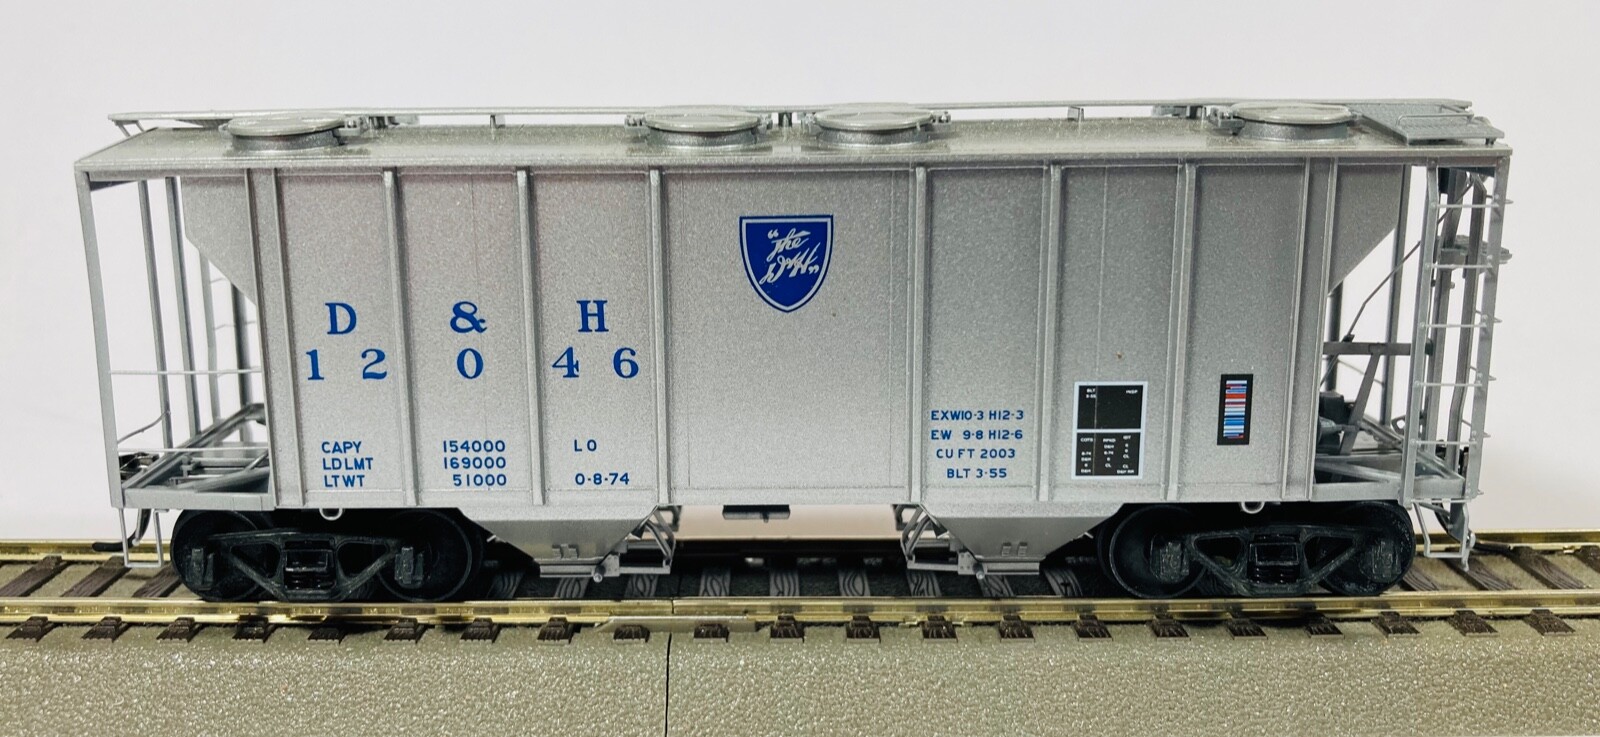 "The
D&H"
D & H
12046
CAPY 154000 LO
LDLMT 169000
LTWT 51000 O-8-74
EXW10-3 H12-3
EW 9-8 H12-6
CU FT 2003
BLT 3-55
BLT